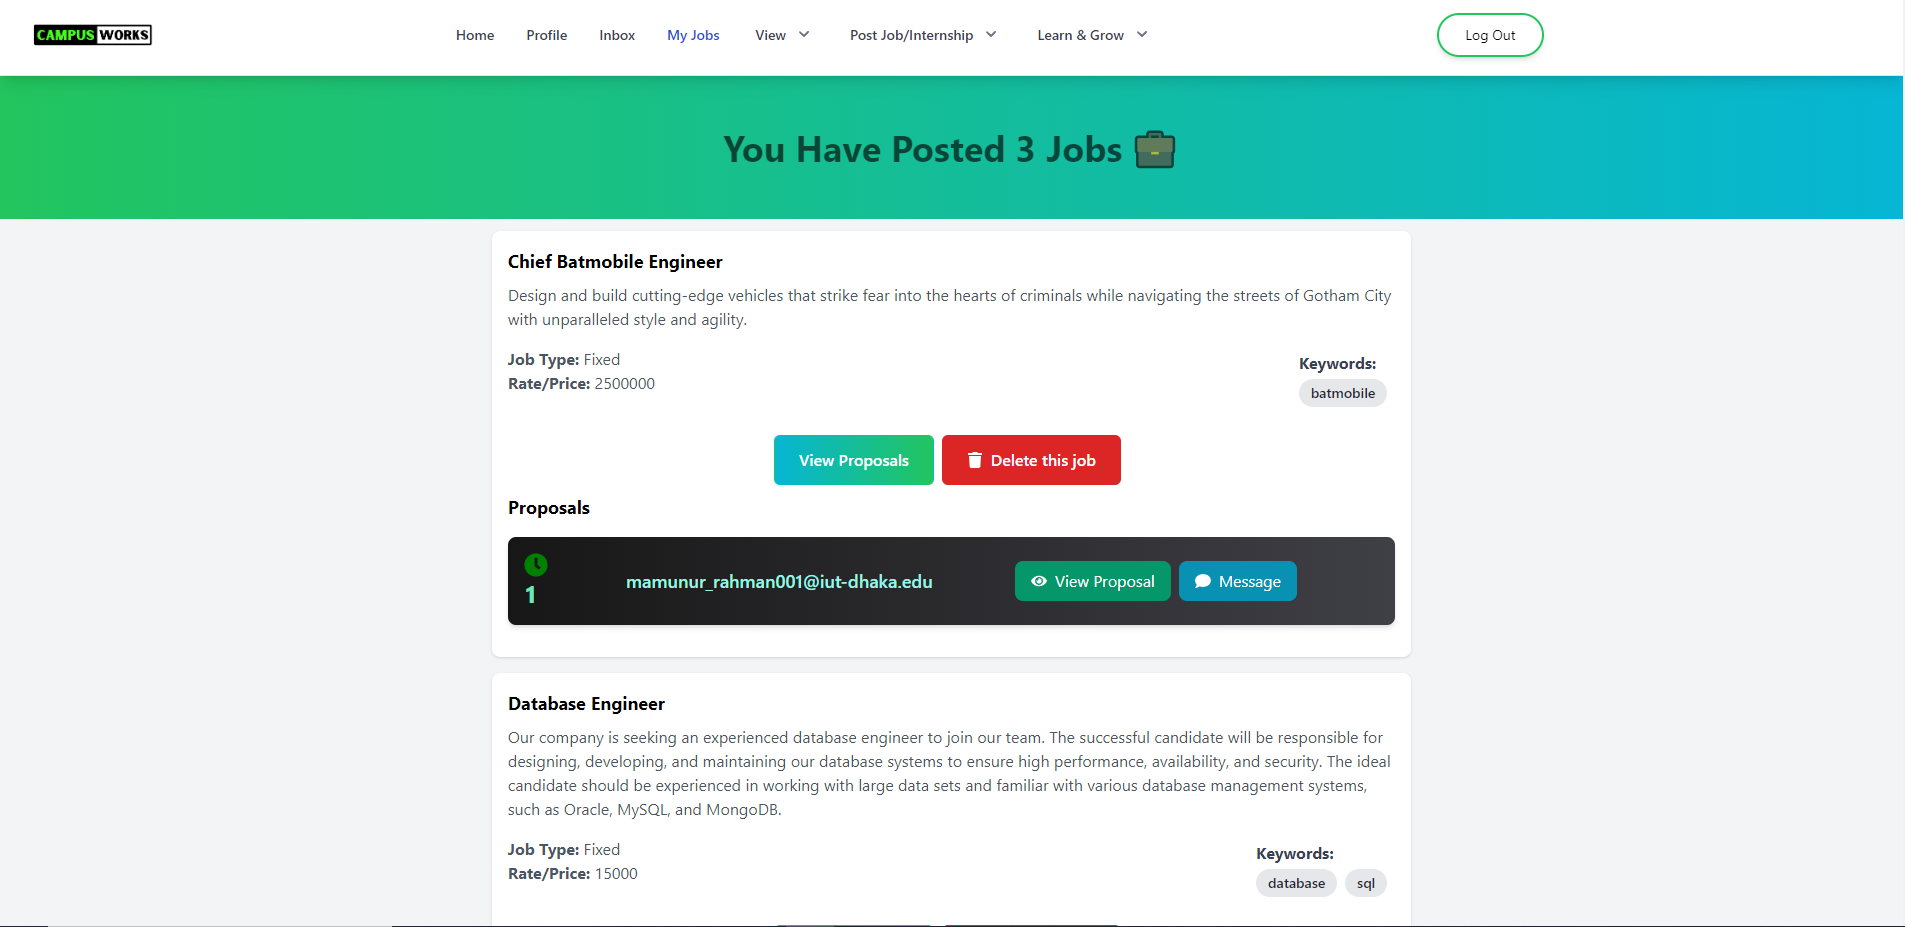 CAMPUS WORKS
Home Profile Inbox My Jobs View Post Job/Internship Learn & Grow Log Out
You Have Posted 3 Jobs
Chief Batmobile Engineer
Design and build cutting-edge vehicles that strike fear into the hearts of criminals while navigating the streets of Gotham City
with unparalleled style and agility.
Job Type: Fixed
Rate/Price: 2500000
Keywords:
batmobile
View Proposals Delete this job
Proposals
1
mamunur_rahman001@iut-dhaka.edu View Proposal Message
Database Engineer
Our company is seeking an experienced database engineer to join our team. The successful candidate will be responsible for
designing, developing, and maintaining our database systems to ensure high performance, availability, and security. The ideal
candidate should be experienced in working with large data sets and familiar with various database management systems,
such as Oracle, MySQL, and MongoDB.
Job Type: Fixed
Rate/Price: 15000
Keywords:
database sql